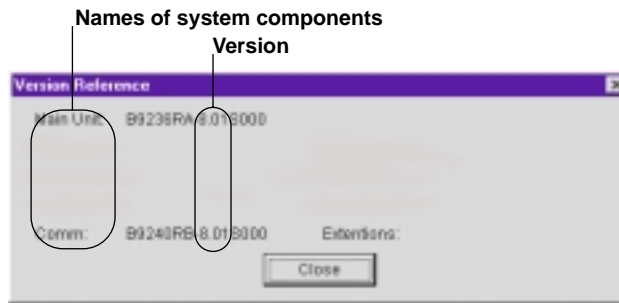 Names of system components
Version
Version Reference
Main Unit: B9236RA-8.01S000
Comm: B9240RB-8.01S000 Extentions:
Close